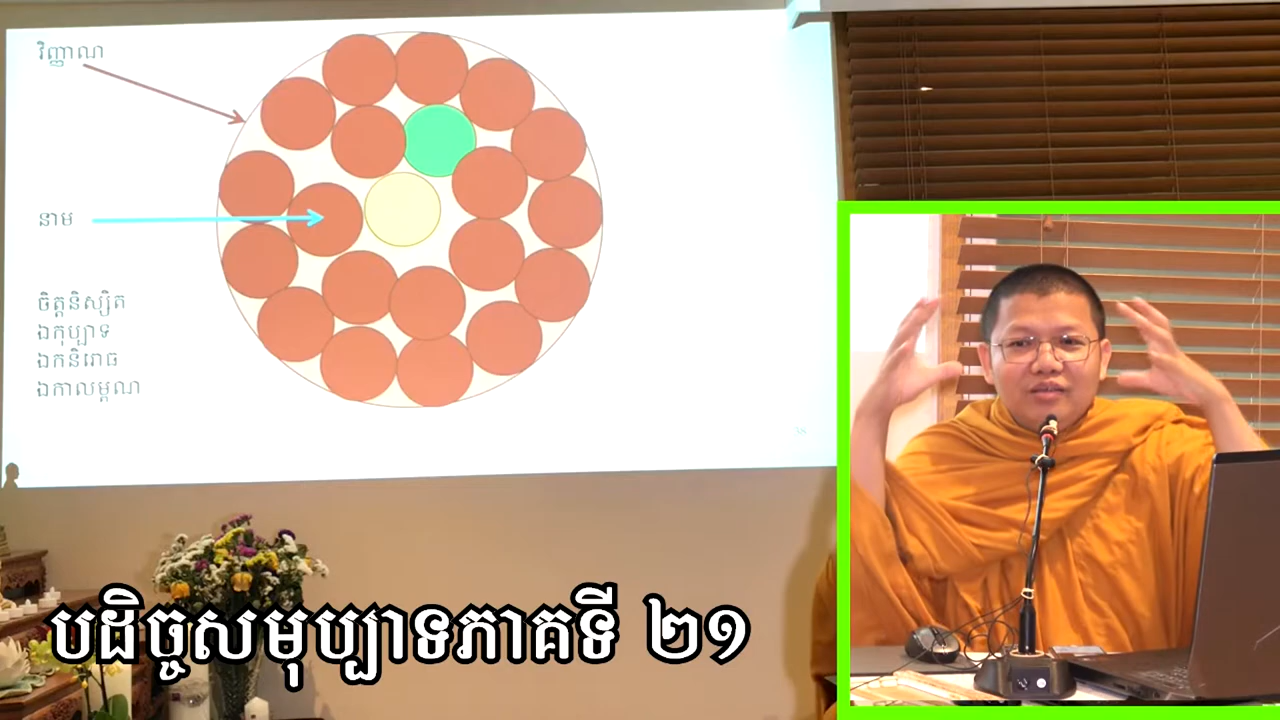 វិញ្ញាណ
នាម
ចិត្តនិស្សិត
ឯកុប្បាទ
ឯកនិរោធ
ឯកាលម្ពណ
បដិច្ចសមុប្បាទភាគទី ២១